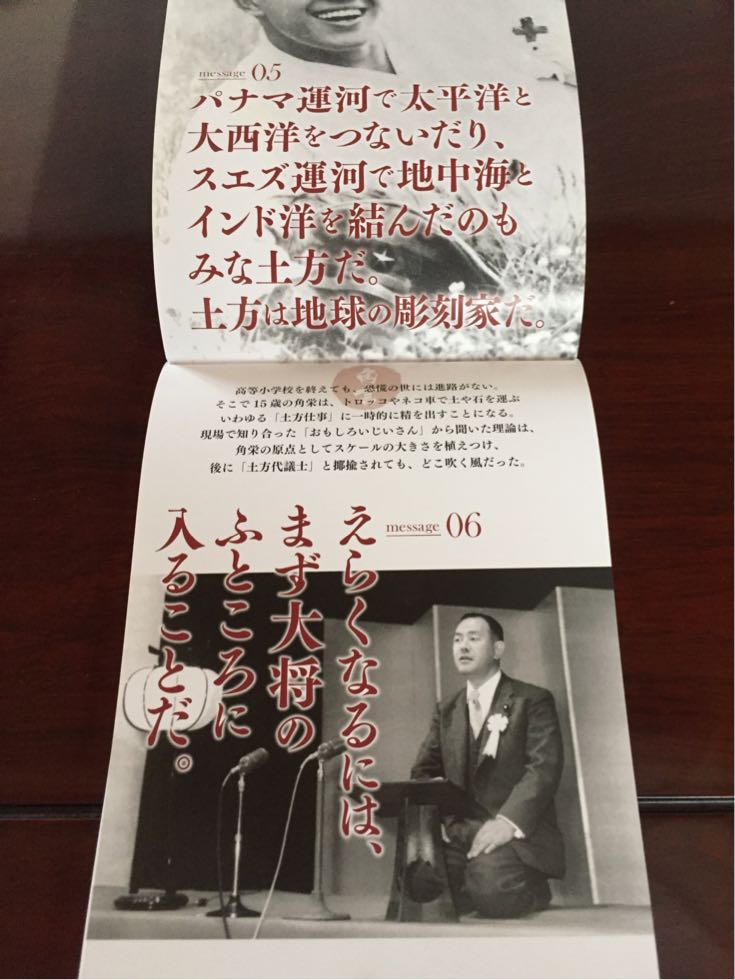 message 05
パナマ運河で太平洋と
大西洋をつないだり、
スエズ運河で地中海と
インド洋を結んだのも
みな土方だ。
土方は地球の彫刻家だ。
高等小学校を終えても、恐慌の世には進路がない。
そこで15歳の角栄は、トロッコやネコ車で土や石を運ぶ
いわゆる「土方仕事」に一時的に精を出すことになる。
現場で知り合った「おもしろいじいさん」から聞いた理論は、
角栄の原点としてスケールの大きさを植えつけ、
後に「土方代議士」と揶揄されても、どこ吹く風だった。
message 06
えらくなるには、
まず大将の
ふところに
入ることだ。